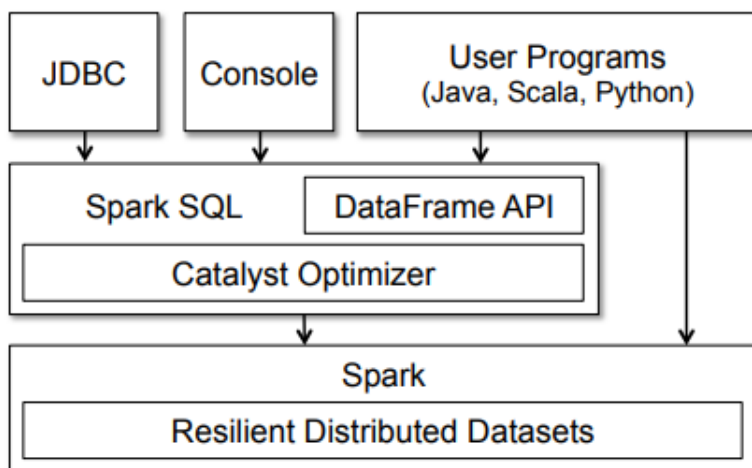 JDBC
Console
User Programs
(Java, Scala, Python)
Spark SQL
DataFrame API
Catalyst Optimizer
Spark
Resilient Distributed Datasets